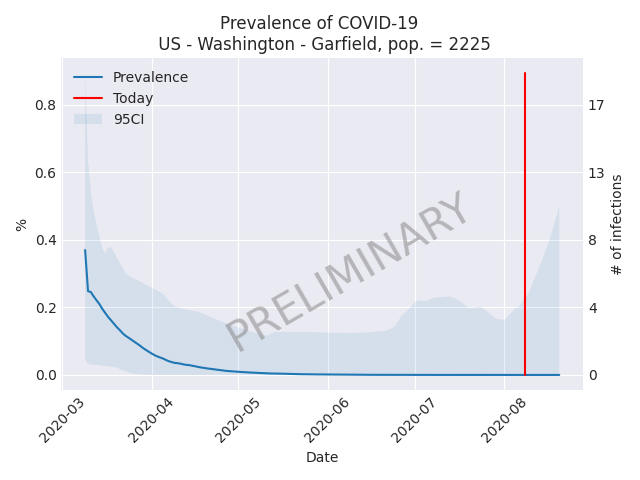 Prevalence of COVID-19
US - Washington - Garfield, pop. = 2225
Prevalence
Today
95CI
PRELIMINARY
%
0.8
0.6
0.4
0.2
0.0
17
13
8
4
0
# of infections
2020-03
2020-04
2020-05
2020-06
2020-07
2020-08
Date